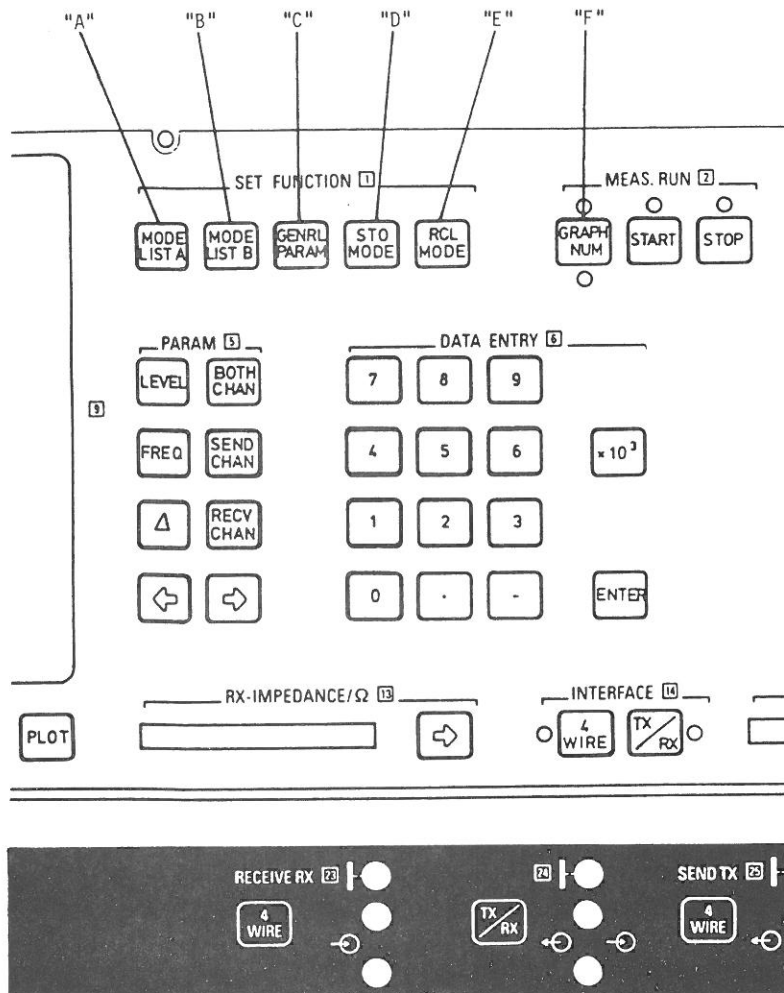 "A" "B" "C" "D" "E" "F"
SET FUNCTION 1 MEAS. RUN 2
MODE LIST A
MODE LIST B
GENRL PARAM
STO MODE
RCL MODE
GRAPH NUM
START
STOP
PARAM 5 DATA ENTRY 6
LEVEL
BOTH CHAN
7 8 9
9
FREQ
SEND CHAN
4 5 6
× 10³
Δ
RECV CHAN
1 2 3
0 . -
ENTER
RX-IMPEDANCE/Ω 13 INTERFACE 14
PLOT
4 WIRE
TX/RX
RECEIVE RX 23 24 SEND TX 25
4 WIRE
TX/RX
4 WIRE